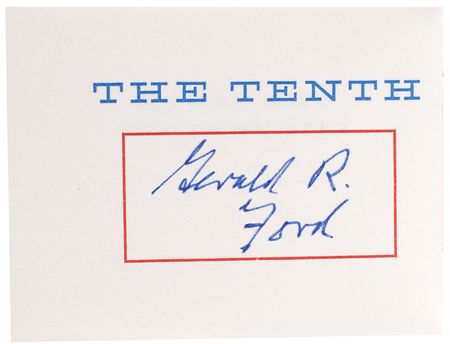 THE TENTH
Gerald R.
Ford